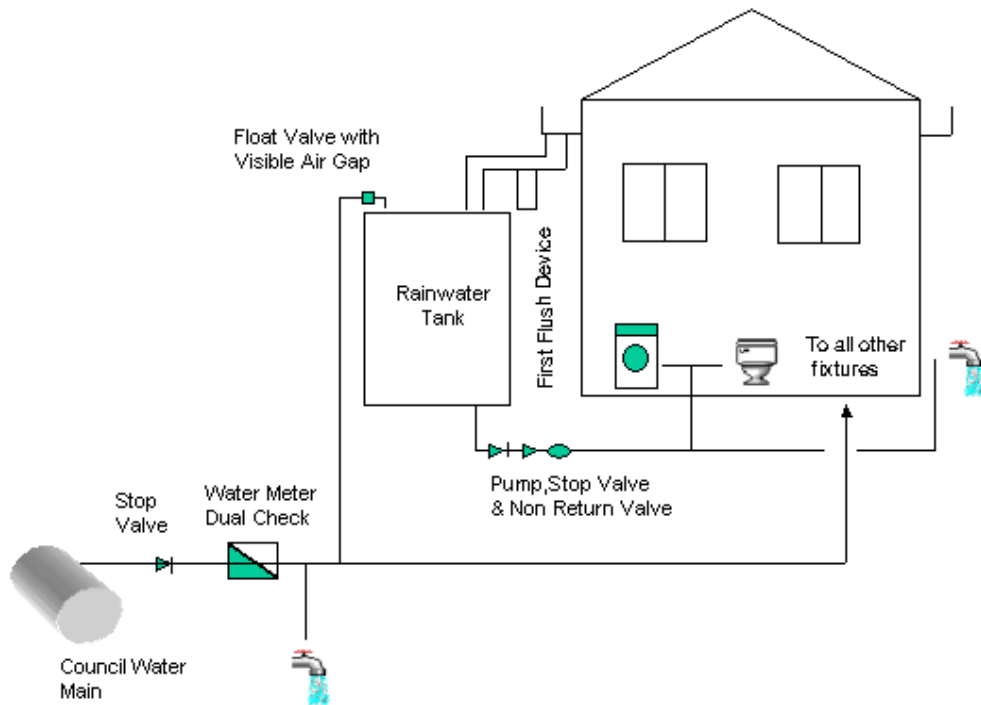 Float Valve with
Visible Air Gap
Rainwater
Tank
First Flush Device
To all other
fixtures
Pump,Stop Valve
& Non Return Valve
Stop
Valve
Water Meter
Dual Check
Council Water
Main